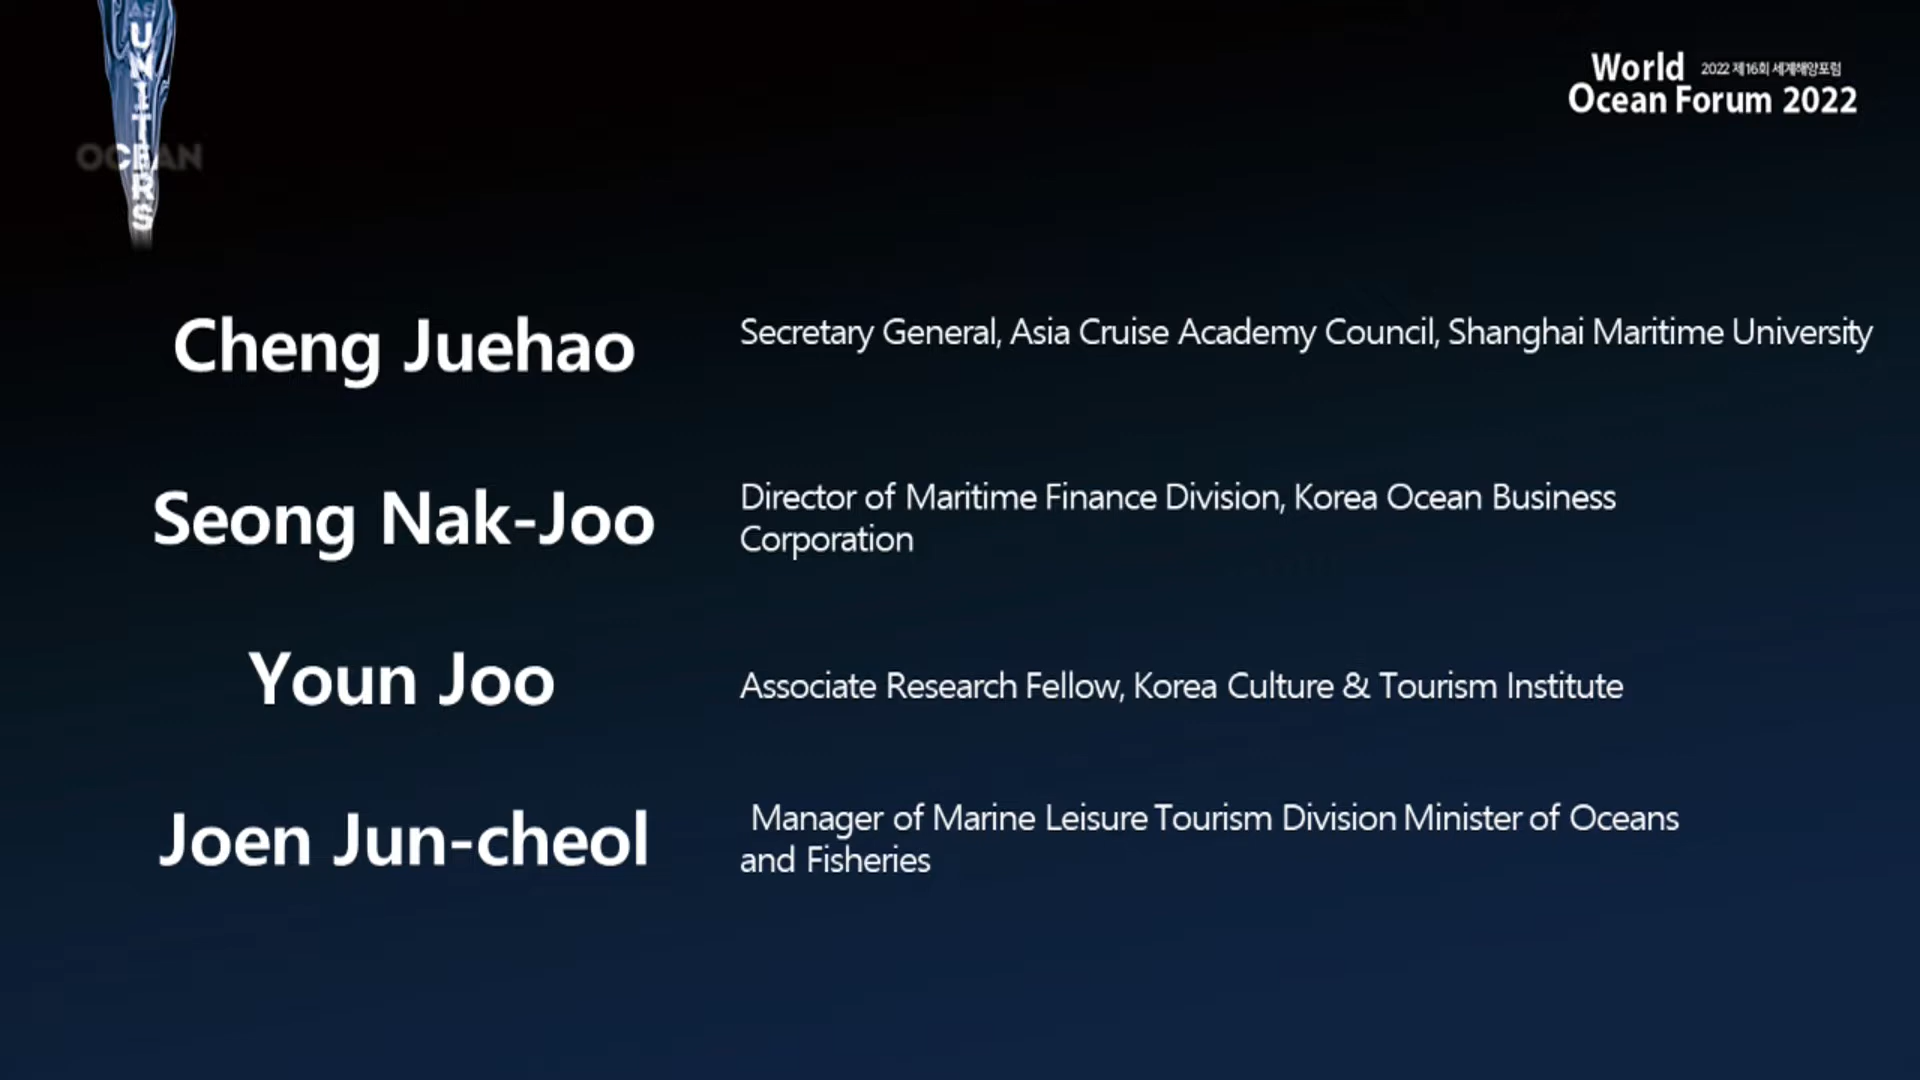 AS
UNITERS
OCEAN
World 2022 제16회 세계해양포럼
Ocean Forum 2022
Cheng Juehao
Secretary General, Asia Cruise Academy Council, Shanghai Maritime University
Seong Nak-Joo
Director of Maritime Finance Division, Korea Ocean Business
Corporation
Youn Joo
Associate Research Fellow, Korea Culture & Tourism Institute
Joen Jun-cheol
Manager of Marine Leisure Tourism Division Minister of Oceans
and Fisheries